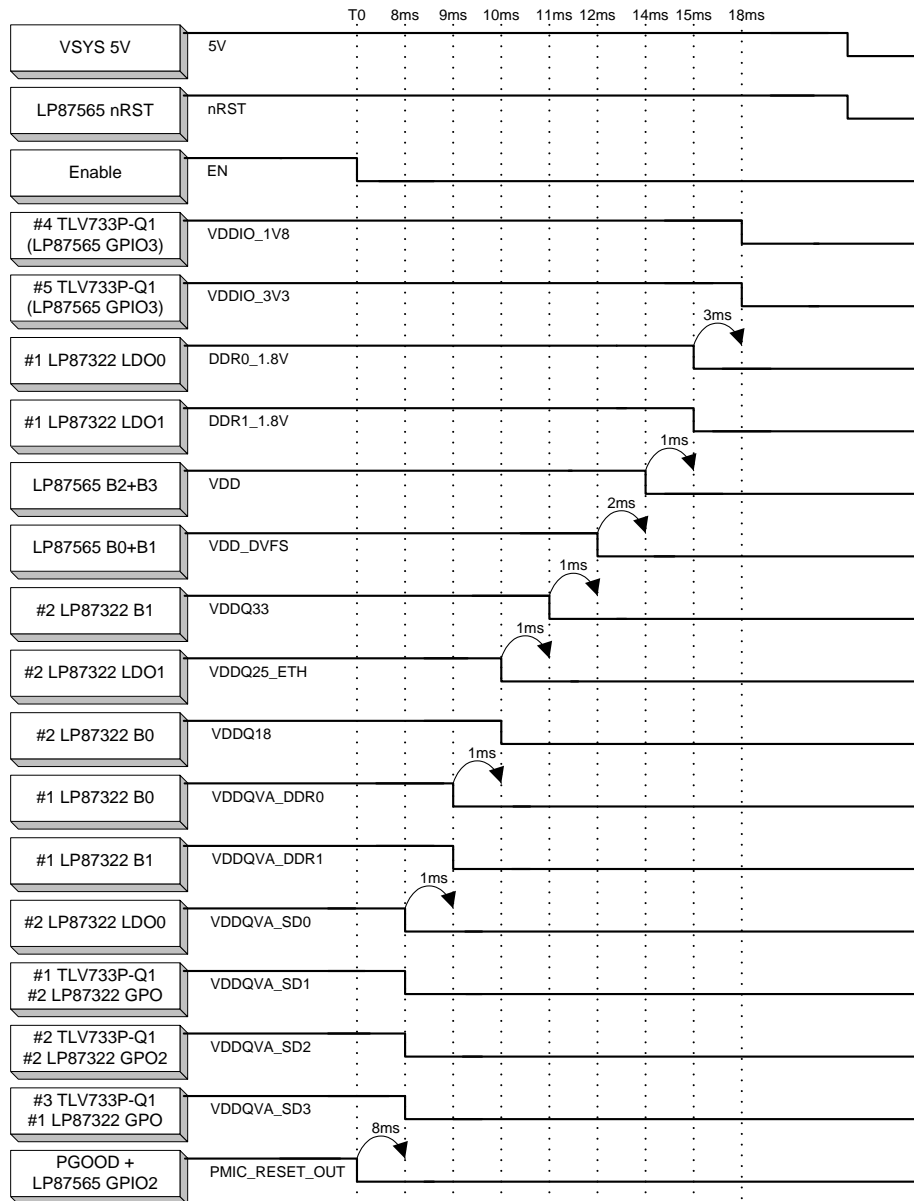 T0 8ms 9ms 10ms 11ms 12ms 14ms 15ms 18ms
VSYS 5V 5V
LP87565 nRST nRST
Enable EN
#4 TLV733P-Q1
(LP87565 GPIO3) VDDIO_1V8
#5 TLV733P-Q1
(LP87565 GPIO3) VDDIO_3V3
3ms
#1 LP87322 LDO0 DDR0_1.8V
#1 LP87322 LDO1 DDR1_1.8V
1ms
LP87565 B2+B3 VDD
2ms
LP87565 B0+B1 VDD_DVFS
1ms
#2 LP87322 B1 VDDQ33
1ms
#2 LP87322 LDO1 VDDQ25_ETH
#2 LP87322 B0 VDDQ18
1ms
#1 LP87322 B0 VDDQVA_DDR0
#1 LP87322 B1 VDDQVA_DDR1
1ms
#2 LP87322 LDO0 VDDQVA_SD0
#1 TLV733P-Q1
#2 LP87322 GPO VDDQVA_SD1
#2 TLV733P-Q1
#2 LP87322 GPO2 VDDQVA_SD2
#3 TLV733P-Q1
#1 LP87322 GPO VDDQVA_SD3
8ms
PGOOD +
LP87565 GPIO2 PMIC_RESET_OUT